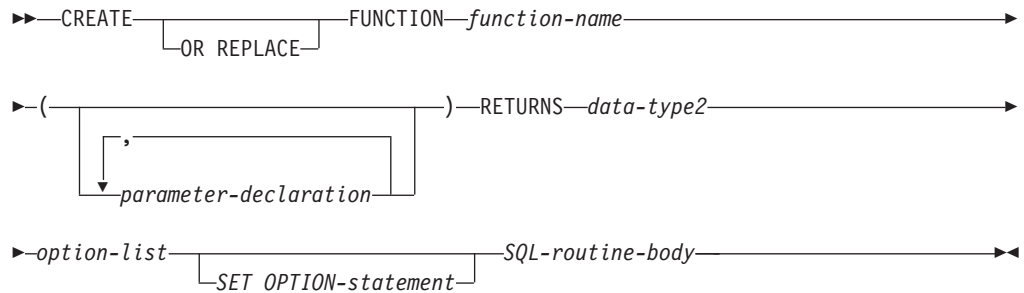 CREATE FUNCTION function-name
OR REPLACE
( ) RETURNS data-type2
,
parameter-declaration
option-list SQL-routine-body
SET OPTION-statement